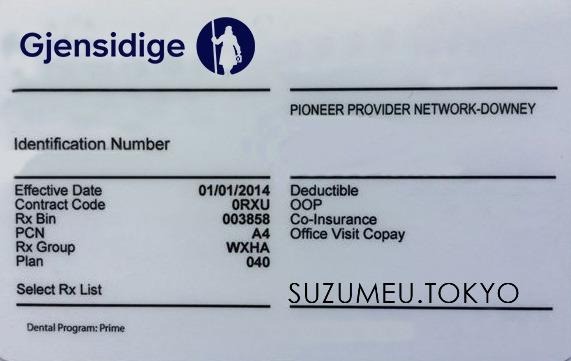 Gjensidige
PIONEER PROVIDER NETWORK-DOWNEY
Identification Number
Effective Date 01/01/2014
Contract Code 0RXU
Rx Bin 003858
PCN A4
Rx Group WXHA
Plan 040
Select Rx List
Deductible
OOP
Co-Insurance
Office Visit Copay
SUZUMEU.TOKYO
Dental Program: Prime